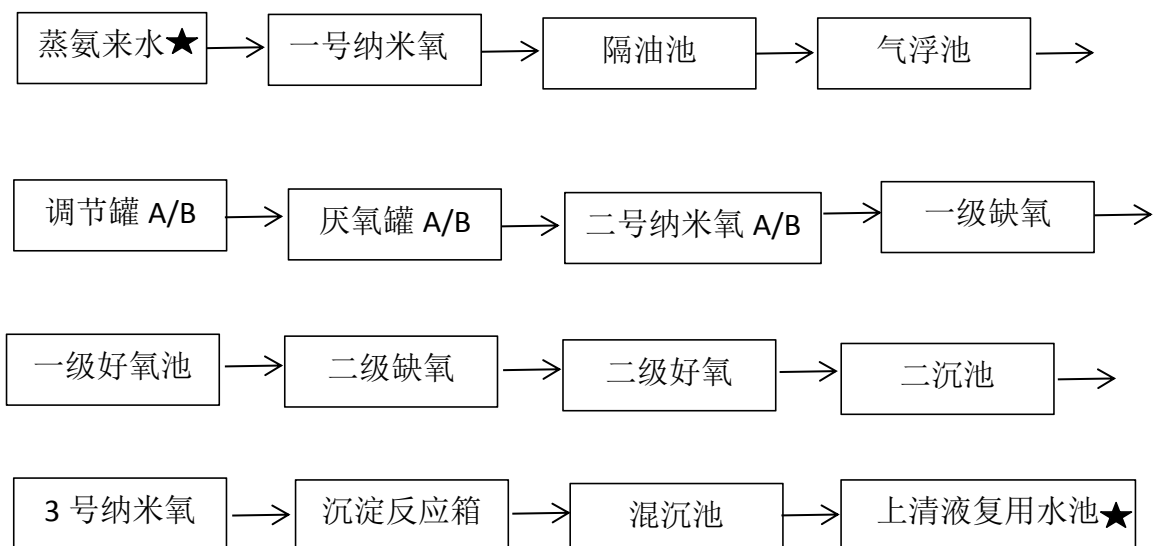 蒸氨来水★
一号纳米氧
隔油池
气浮池
调节罐 A/B
厌氧罐 A/B
二号纳米氧 A/B
一级缺氧
一级好氧池
二级缺氧
二级好氧
二沉池
3 号纳米氧
沉淀反应箱
混沉池
上清液复用水池★